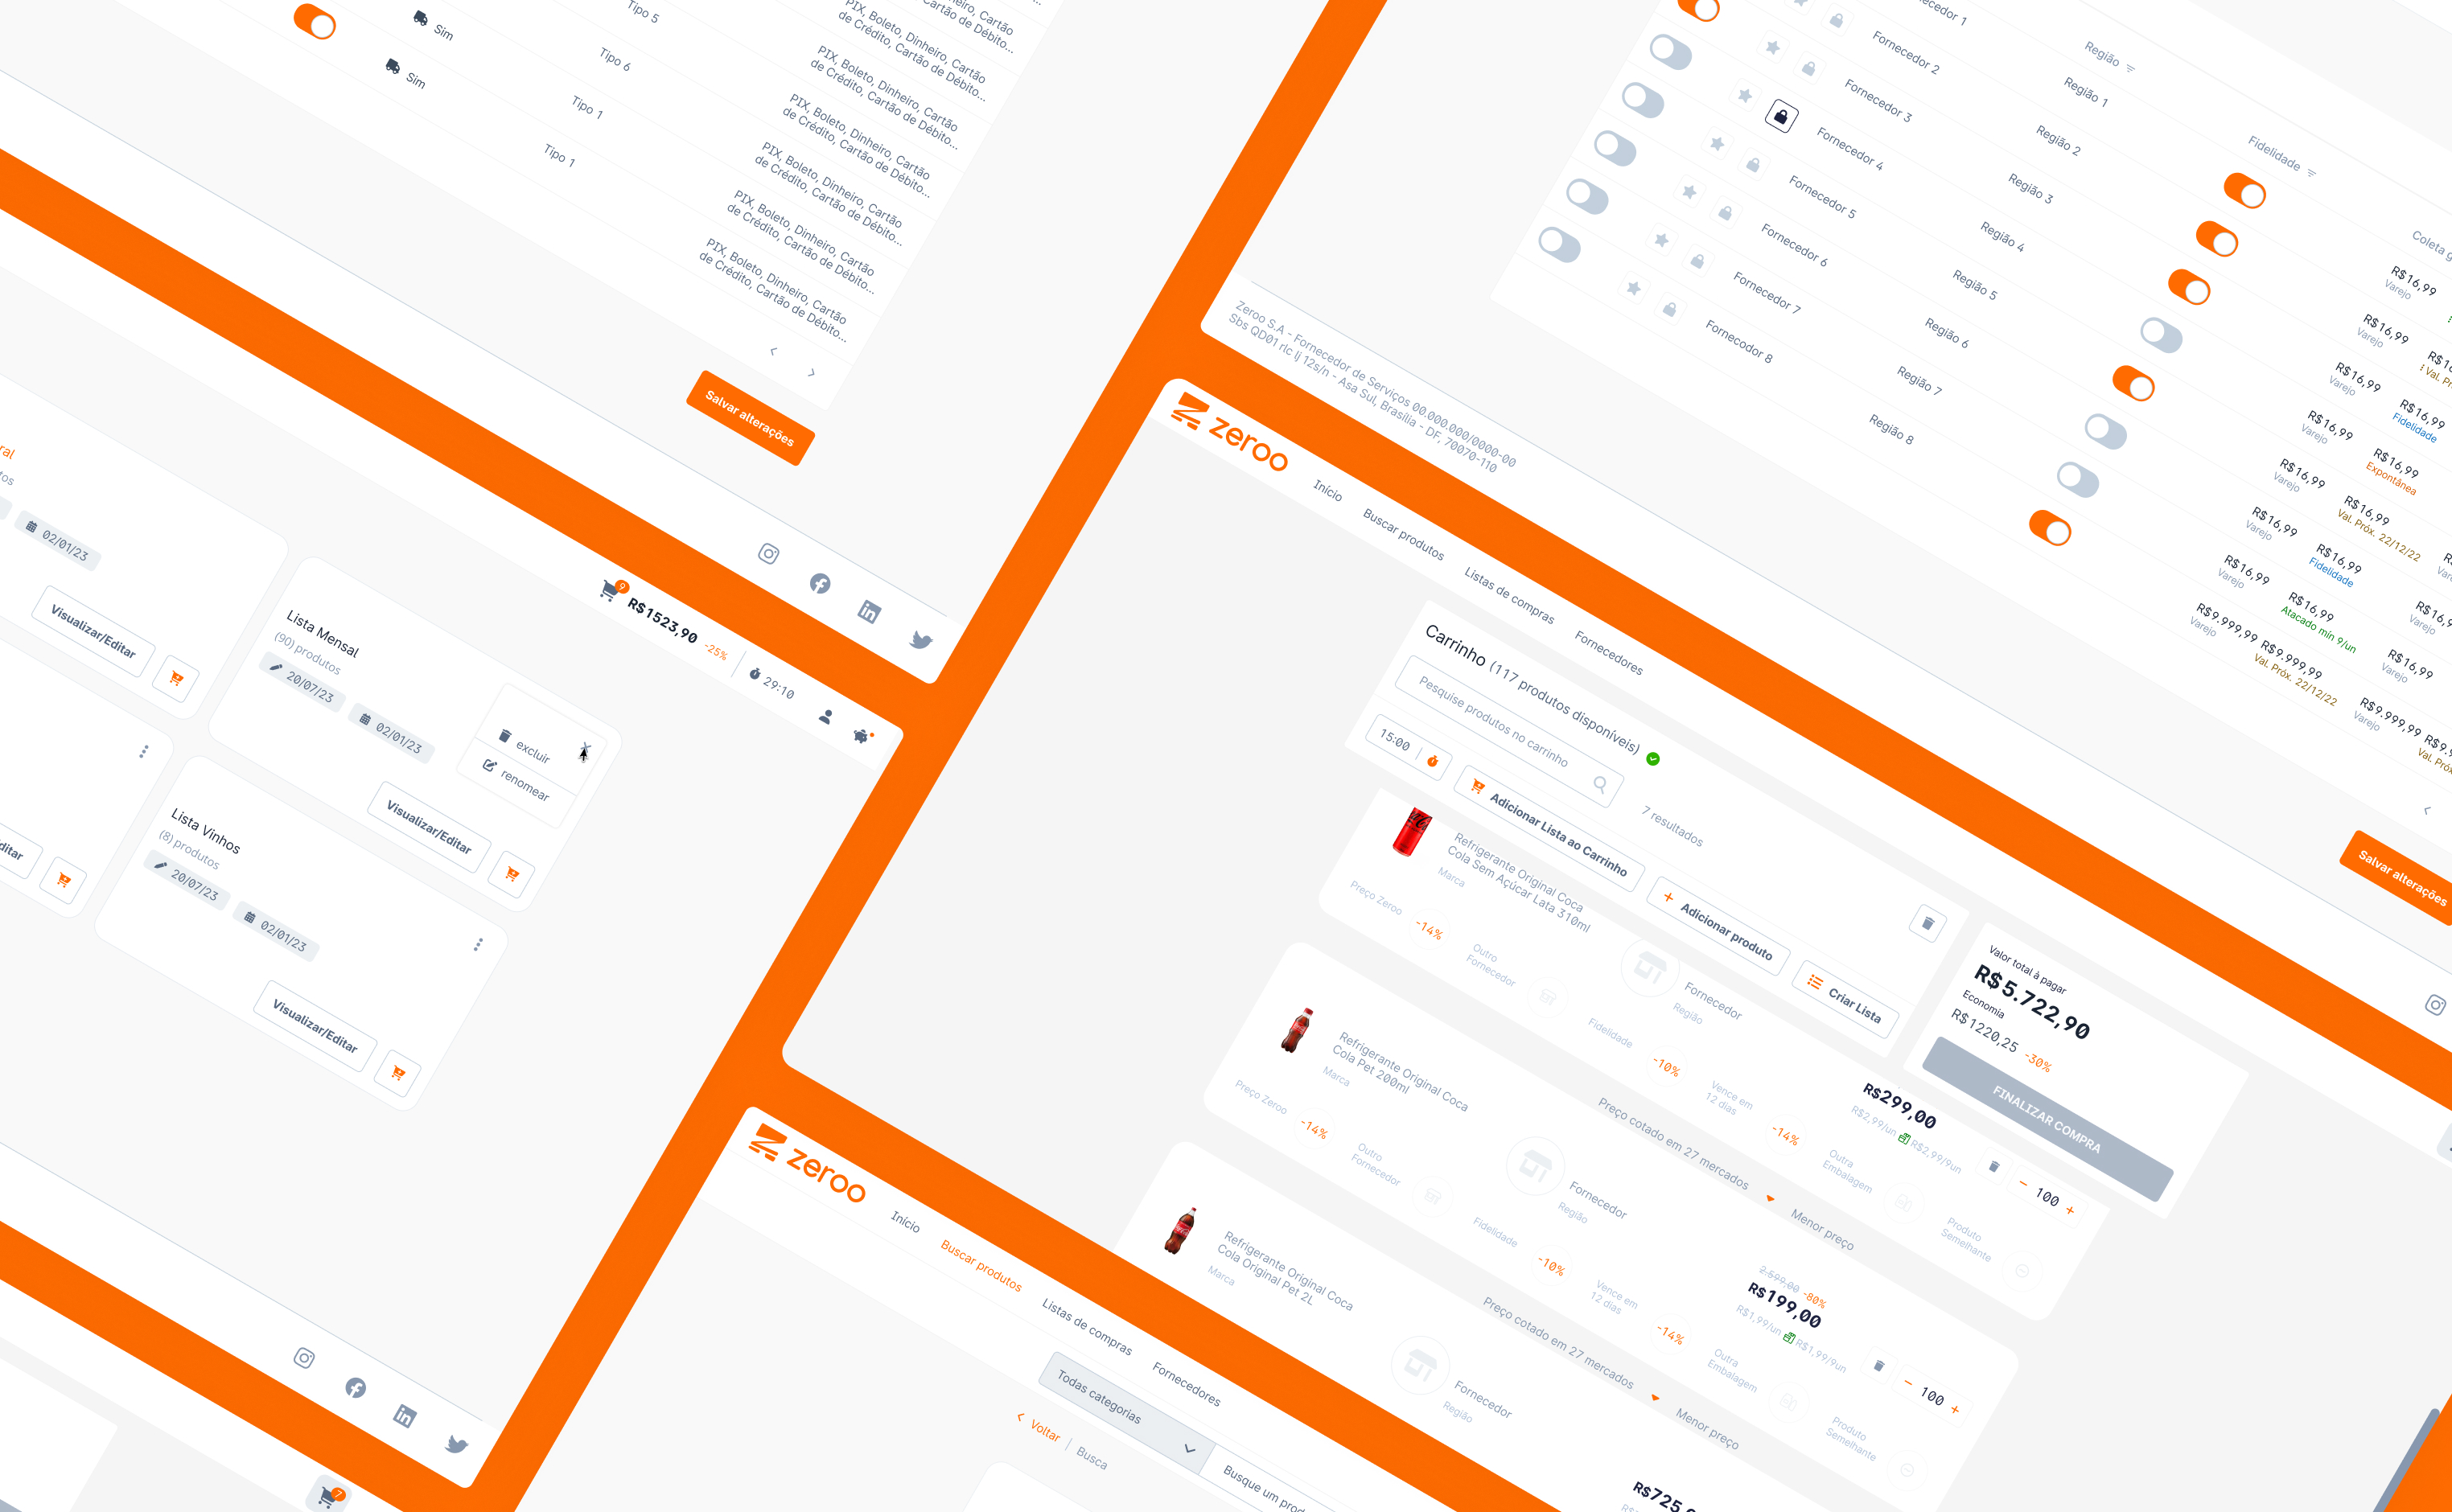 Sim
Sim
Tipo 5
Tipo 6
Tipo 1
Tipo 1
PIX, Boleto, Dinheiro, Cartão
de Crédito, Cartão de Débito...
PIX, Boleto, Dinheiro, Cartão
de Crédito, Cartão de Débito...
PIX, Boleto, Dinheiro, Cartão
de Crédito, Cartão de Débito...
PIX, Boleto, Dinheiro, Cartão
de Crédito, Cartão de Débito...
PIX, Boleto, Dinheiro, Cartão
de Crédito, Cartão de Débito...
PIX, Boleto, Dinheiro, Cartão
de Crédito, Cartão de Débito...
Salvar alterações
9
R$1523,90 -25%
29:10
02/01/23
Visualizar/Editar
Lista Mensal
(90) produtos
20/07/23
02/01/23
excluir
renomear
Visualizar/Editar
Lista Vinhos
(8) produtos
20/07/23
02/01/23
Visualizar/Editar
7
Fornecedor 2
Fornecedor 3
Fornecedor 4
Fornecedor 5
Fornecedor 6
Fornecedor 7
Fornecodor 8
Região
Região 1
Região 2
Região 3
Região 4
Região 5
Região 6
Região 7
Região 8
Fidelidade
Coleta
R$16,99
Varejo
R$16,99
Varejo
R$16,99
Varejo
R$16,99
Fidelidade
R$16,99
Varejo
R$16,99
Expontânea
R$16,99
Varejo
R$16,99
Val. Próx. 22/12/22
R$16,99
Varejo
R$16,99
Fidelidade
R$16,99
Varejo
R$16,99
Atacado mín 9/un
R$16,99
Varejo
R$9.999,99
Varejo
R$9.999,99
Val. Próx. 22/12/22
R$9.999,99
Varejo
Salvar alterações
Zeroo S.A - Fornecedor de Serviços 00.000.000/0000-00
Sbs QD01 rlc lj 12s/n - Asa Sul, Brasília - DF, 70070-110
zeroo
Início
Buscar produtos
Listas de compras
Fornecedores
Carrinho (117 produtos disponíveis)
Pesquise produtos no carrinho
7 resultados
15:00
Adicionar Lista ao Carrinho
Adicionar produto
Criar Lista
Valor total à pagar
R$5.722,90
Economia
R$1220,25 -30%
FINALIZAR COMPRA
Refrigerante Original Coca
Cola Sem Açúcar Lata 310ml
Marca
Fornecedor
Região
Preço Zeroo
-14%
Outro
Fornecedor
Fidelidade
-10%
Vence em
12 dias
-14%
Outra
Embalagem
Produto
Semelhante
R$299,00
R$2,99/un R$2,99/9un
100
Preço cotado em 27 mercados
Menor preço
Refrigerante Original Coca
Cola Pet 200ml
Marca
Fornecedor
Região
Preço Zeroo
-14%
Outro
Fornecedor
Fidelidade
-10%
Vence em
12 dias
-14%
Outra
Embalagem
Produto
Semelhante
2.599,00 -80%
R$199,00
R$1,99/un R$1,99/9un
100
Preço cotado em 27 mercados
Menor preço
Refrigerante Original Coca
Cola Original Pet 2L
Marca
Fornecedor
Região
zeroo
Início
Buscar produtos
Listas de compras
Fornecedores
Todas categorias
Busque um
Voltar | Busca